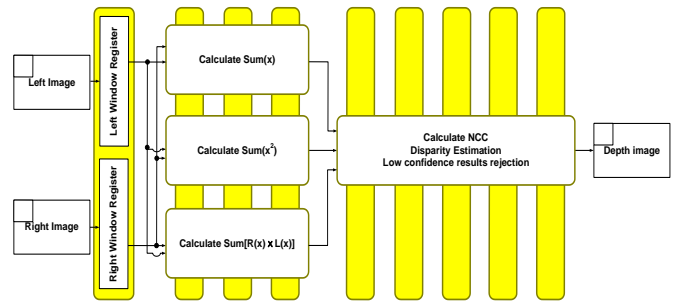 Left Image
Right Image
Left Window Register
Right Window Register
Calculate Sum(x)
Calculate Sum(x²)
Calculate Sum[R(x) x L(x)]
Calculate NCC
Disparity Estimation
Low confidence results rejection
Depth image